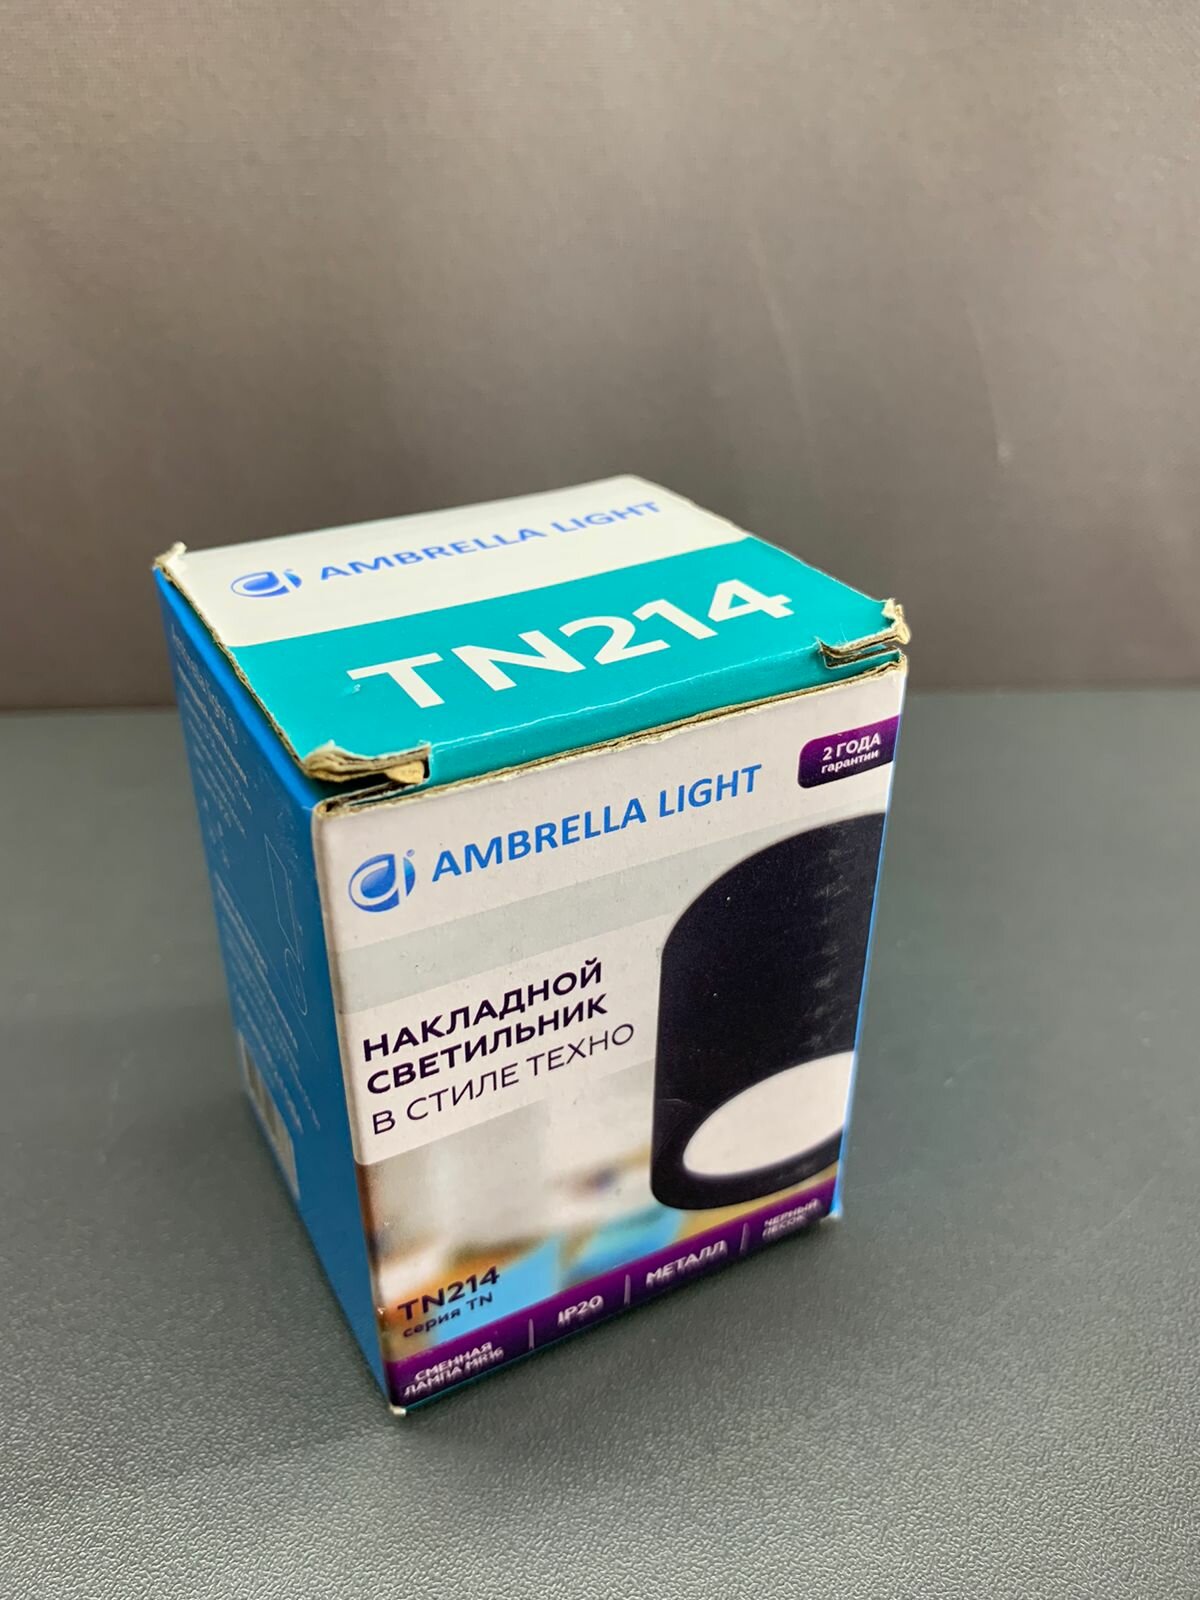 AMBRELLA LIGHT
TN214
2 ГОДА
гарантии
AMBRELLA LIGHT
НАКЛАДНОЙ
СВЕТИЛЬНИК
В СТИЛЕ ТЕХНО
TN214
серия TN
СМЕННАЯ
ЛАМПА MR16
IP20
МЕТАЛЛ
ЧЕРНЫЙ
ПЕСОК